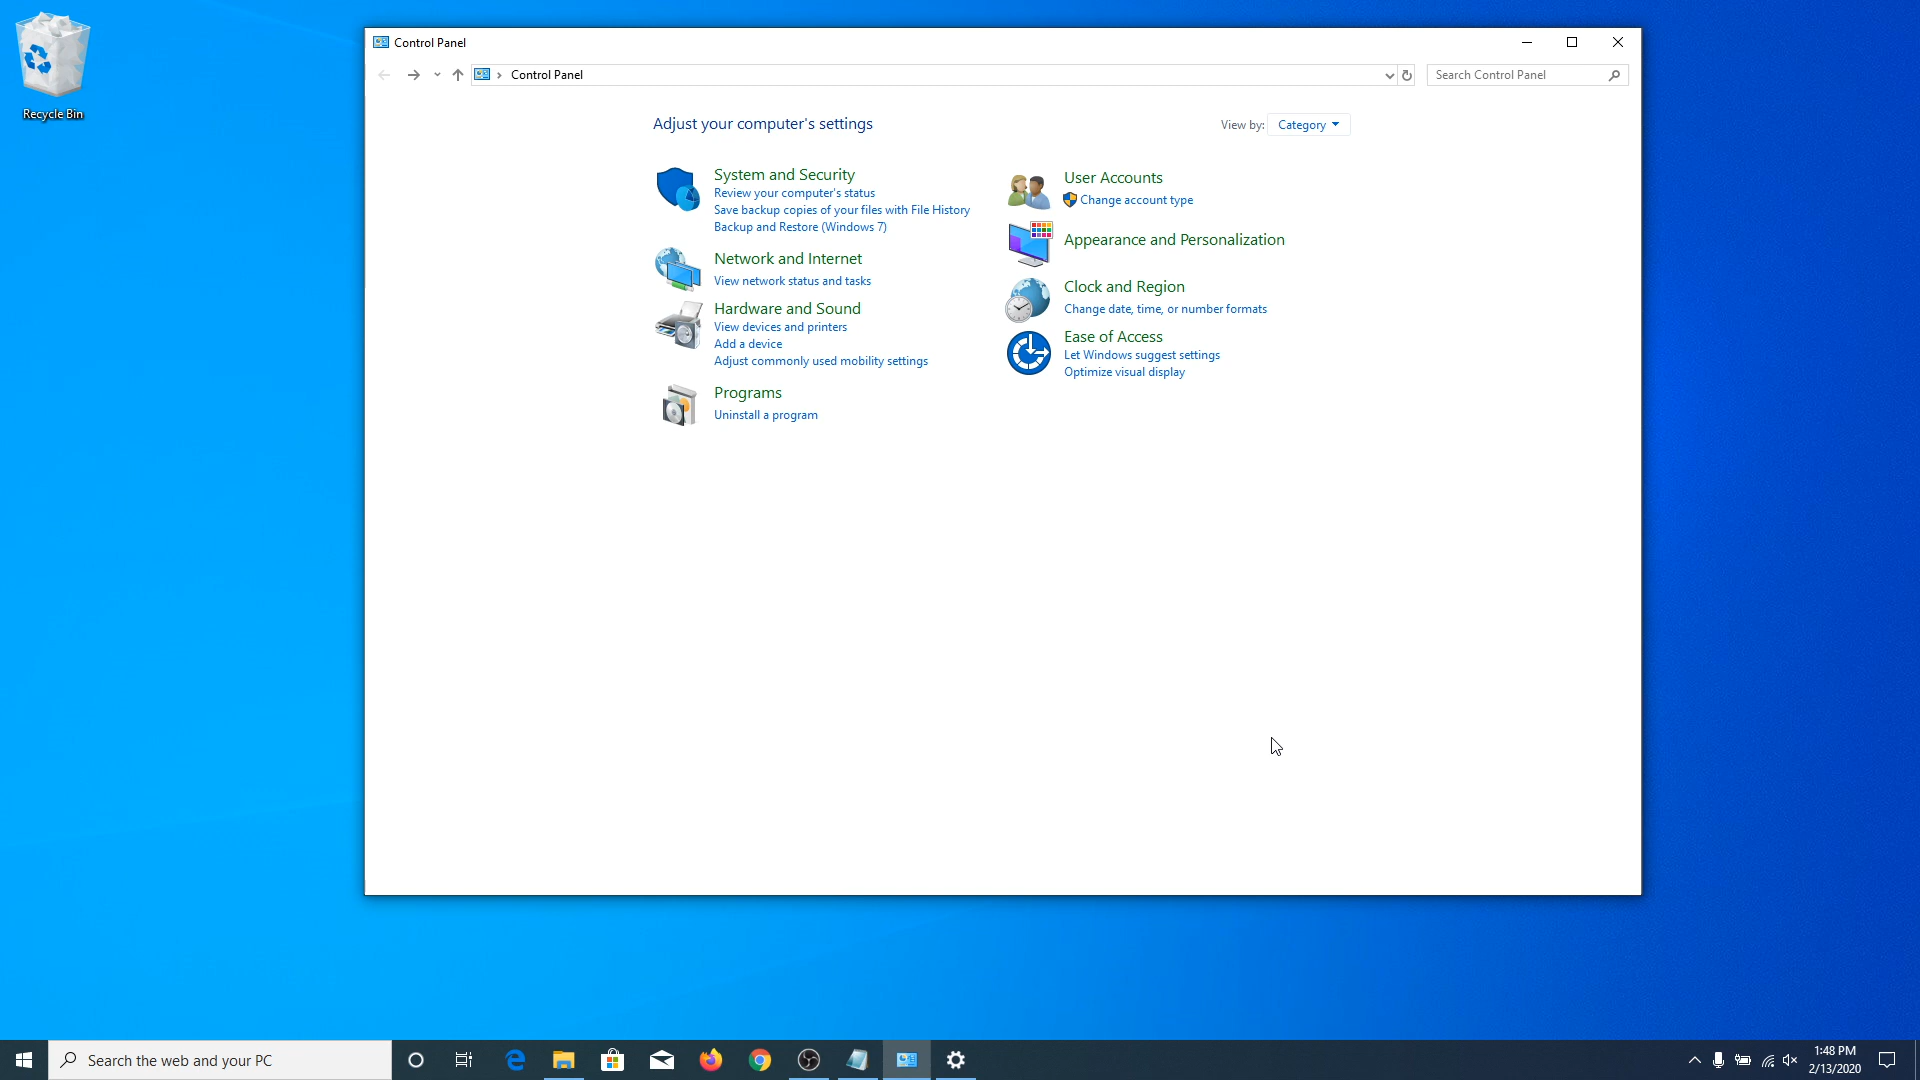 Recycle Bin
Control Panel
Control Panel
Search Control Panel
Adjust your computer's settings
View by: Category
System and Security
Review your computer's status
Save backup copies of your files with File History
Backup and Restore (Windows 7)
Network and Internet
View network status and tasks
Hardware and Sound
View devices and printers
Add a device
Adjust commonly used mobility settings
Programs
Uninstall a program
User Accounts
Change account type
Appearance and Personalization
Clock and Region
Change date, time, or number formats
Ease of Access
Let Windows suggest settings
Optimize visual display
Search the web and your PC
1:48 PM
2/13/2020